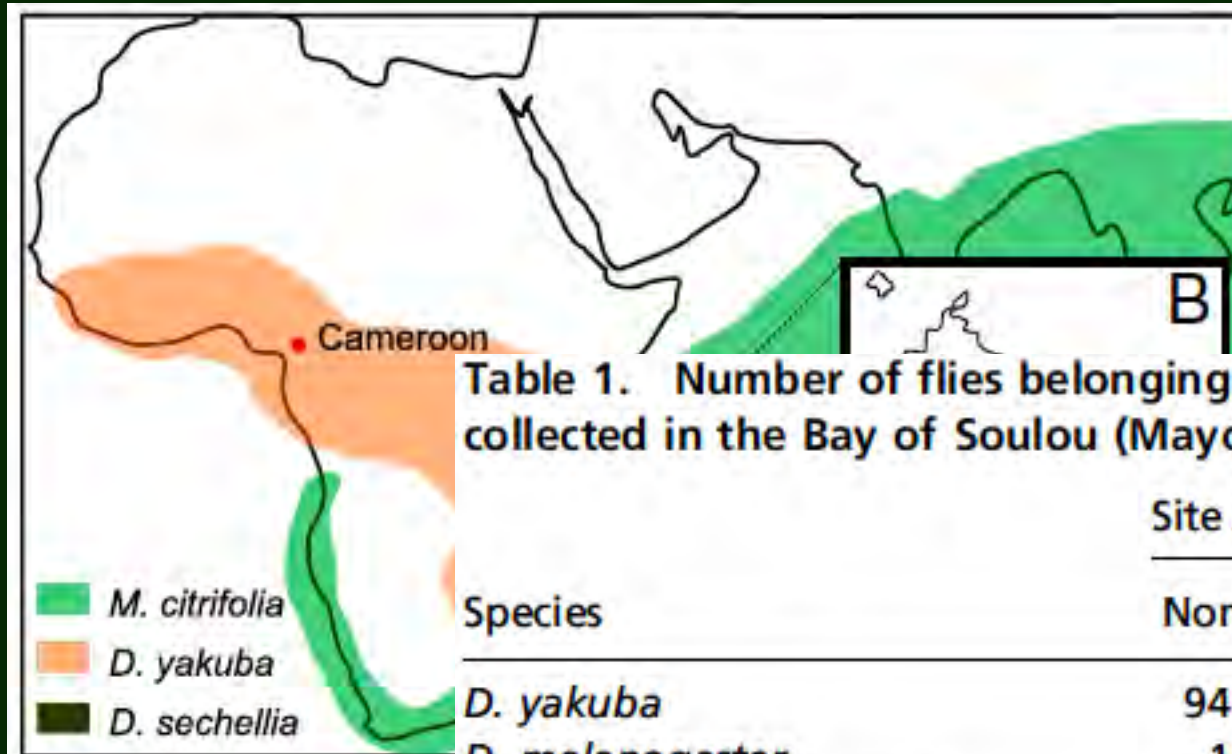 B
Cameroon
Table 1. Number of flies belonging
collected in the Bay of Soulou
Site
Species
D. yakuba 94
M. citrifolia
D. yakuba
D. sechellia